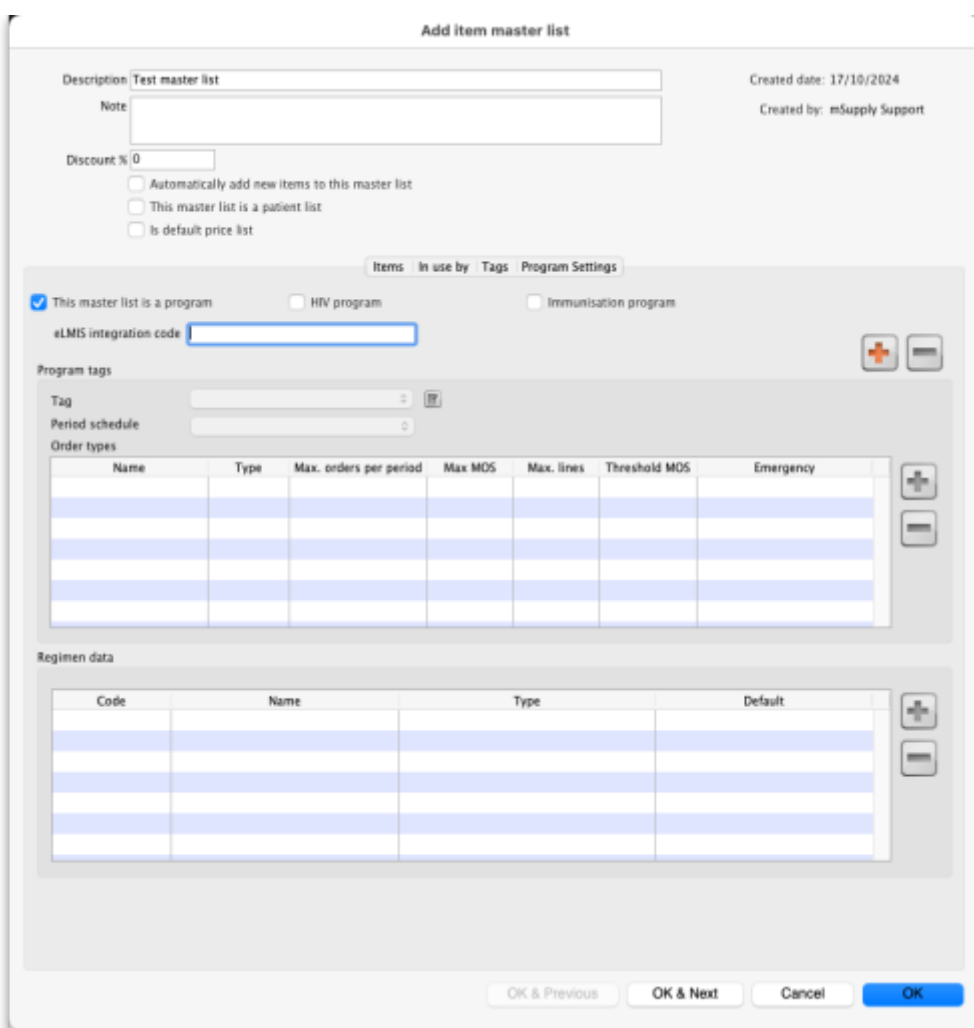 Add item master list
Description Test master list
Created date: 17/10/2024
Note
Created by: mSupply Support
Discount % 0
Automatically add new items to this master list
This master list is a patient list
Is default price list
Items In use by Tags Program Settings
This master list is a program HIV program Immunisation program
eLMIS integration code
Program tags
Tag
Period schedule
Order types
Name Type Max. orders per period Max MOS Max. lines Threshold MOS Emergency
Regimen data
Code Name Type Default
OK & Previous OK & Next Cancel OK